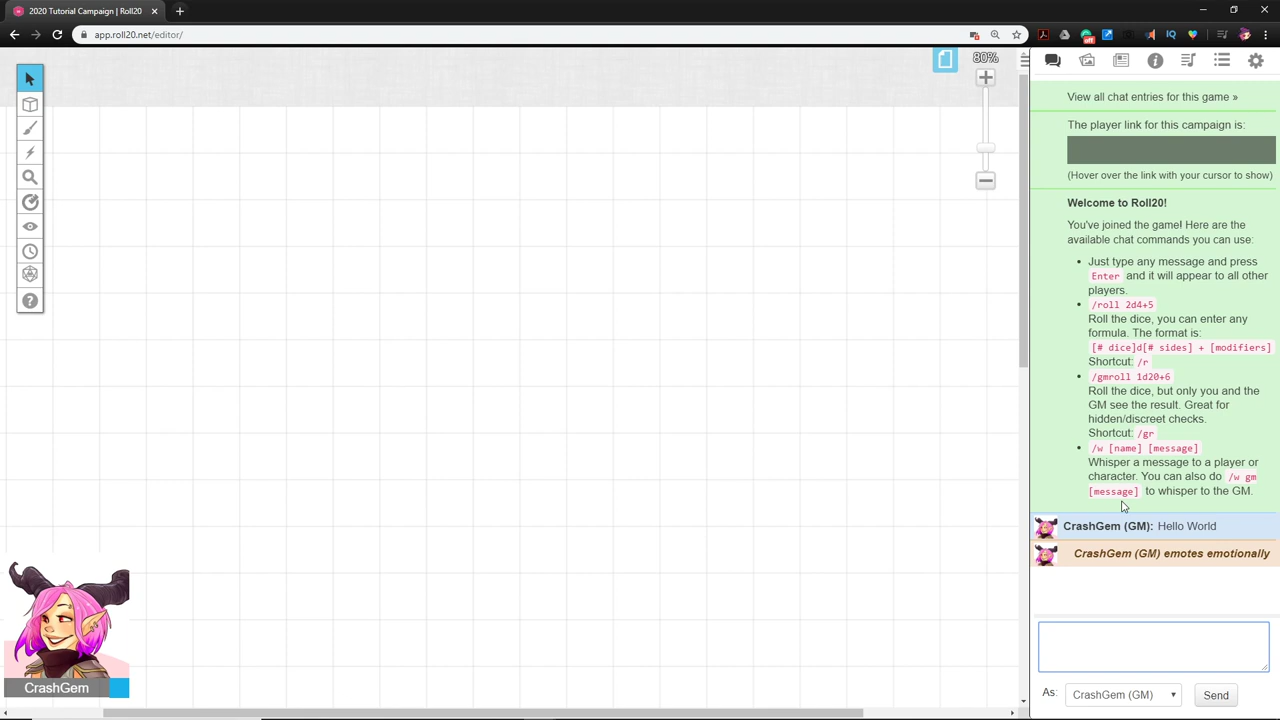 2020 Tutorial Campaign | Roll20
app.roll20.net/editor/
80%
View all chat entries for this game »
The player link for this campaign is:
(Hover over the link with your cursor to show)
Welcome to Roll20!
You've joined the game! Here are the
available chat commands you can use:
Just type any message and press
Enter and it will appear to all other
players.
/roll 2d4+5
Roll the dice, you can enter any
formula. The format is:
[# dice]d[# sides] + [modifiers]
Shortcut: /r
/gmroll 1d20+6
Roll the dice, but only you and the
GM see the result. Great for
hidden/discreet checks.
Shortcut: /gr
/w [name] [message]
Whisper a message to a player or
character. You can also do /w gm
[message] to whisper to the GM.
CrashGem (GM): Hello World
CrashGem (GM) emotes emotionally
CrashGem
As: CrashGem (GM) Send